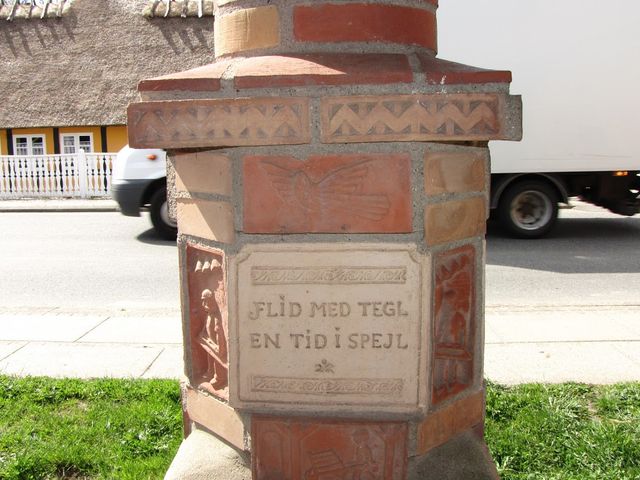 FLID MED TEGL
EN TID I SPEJL